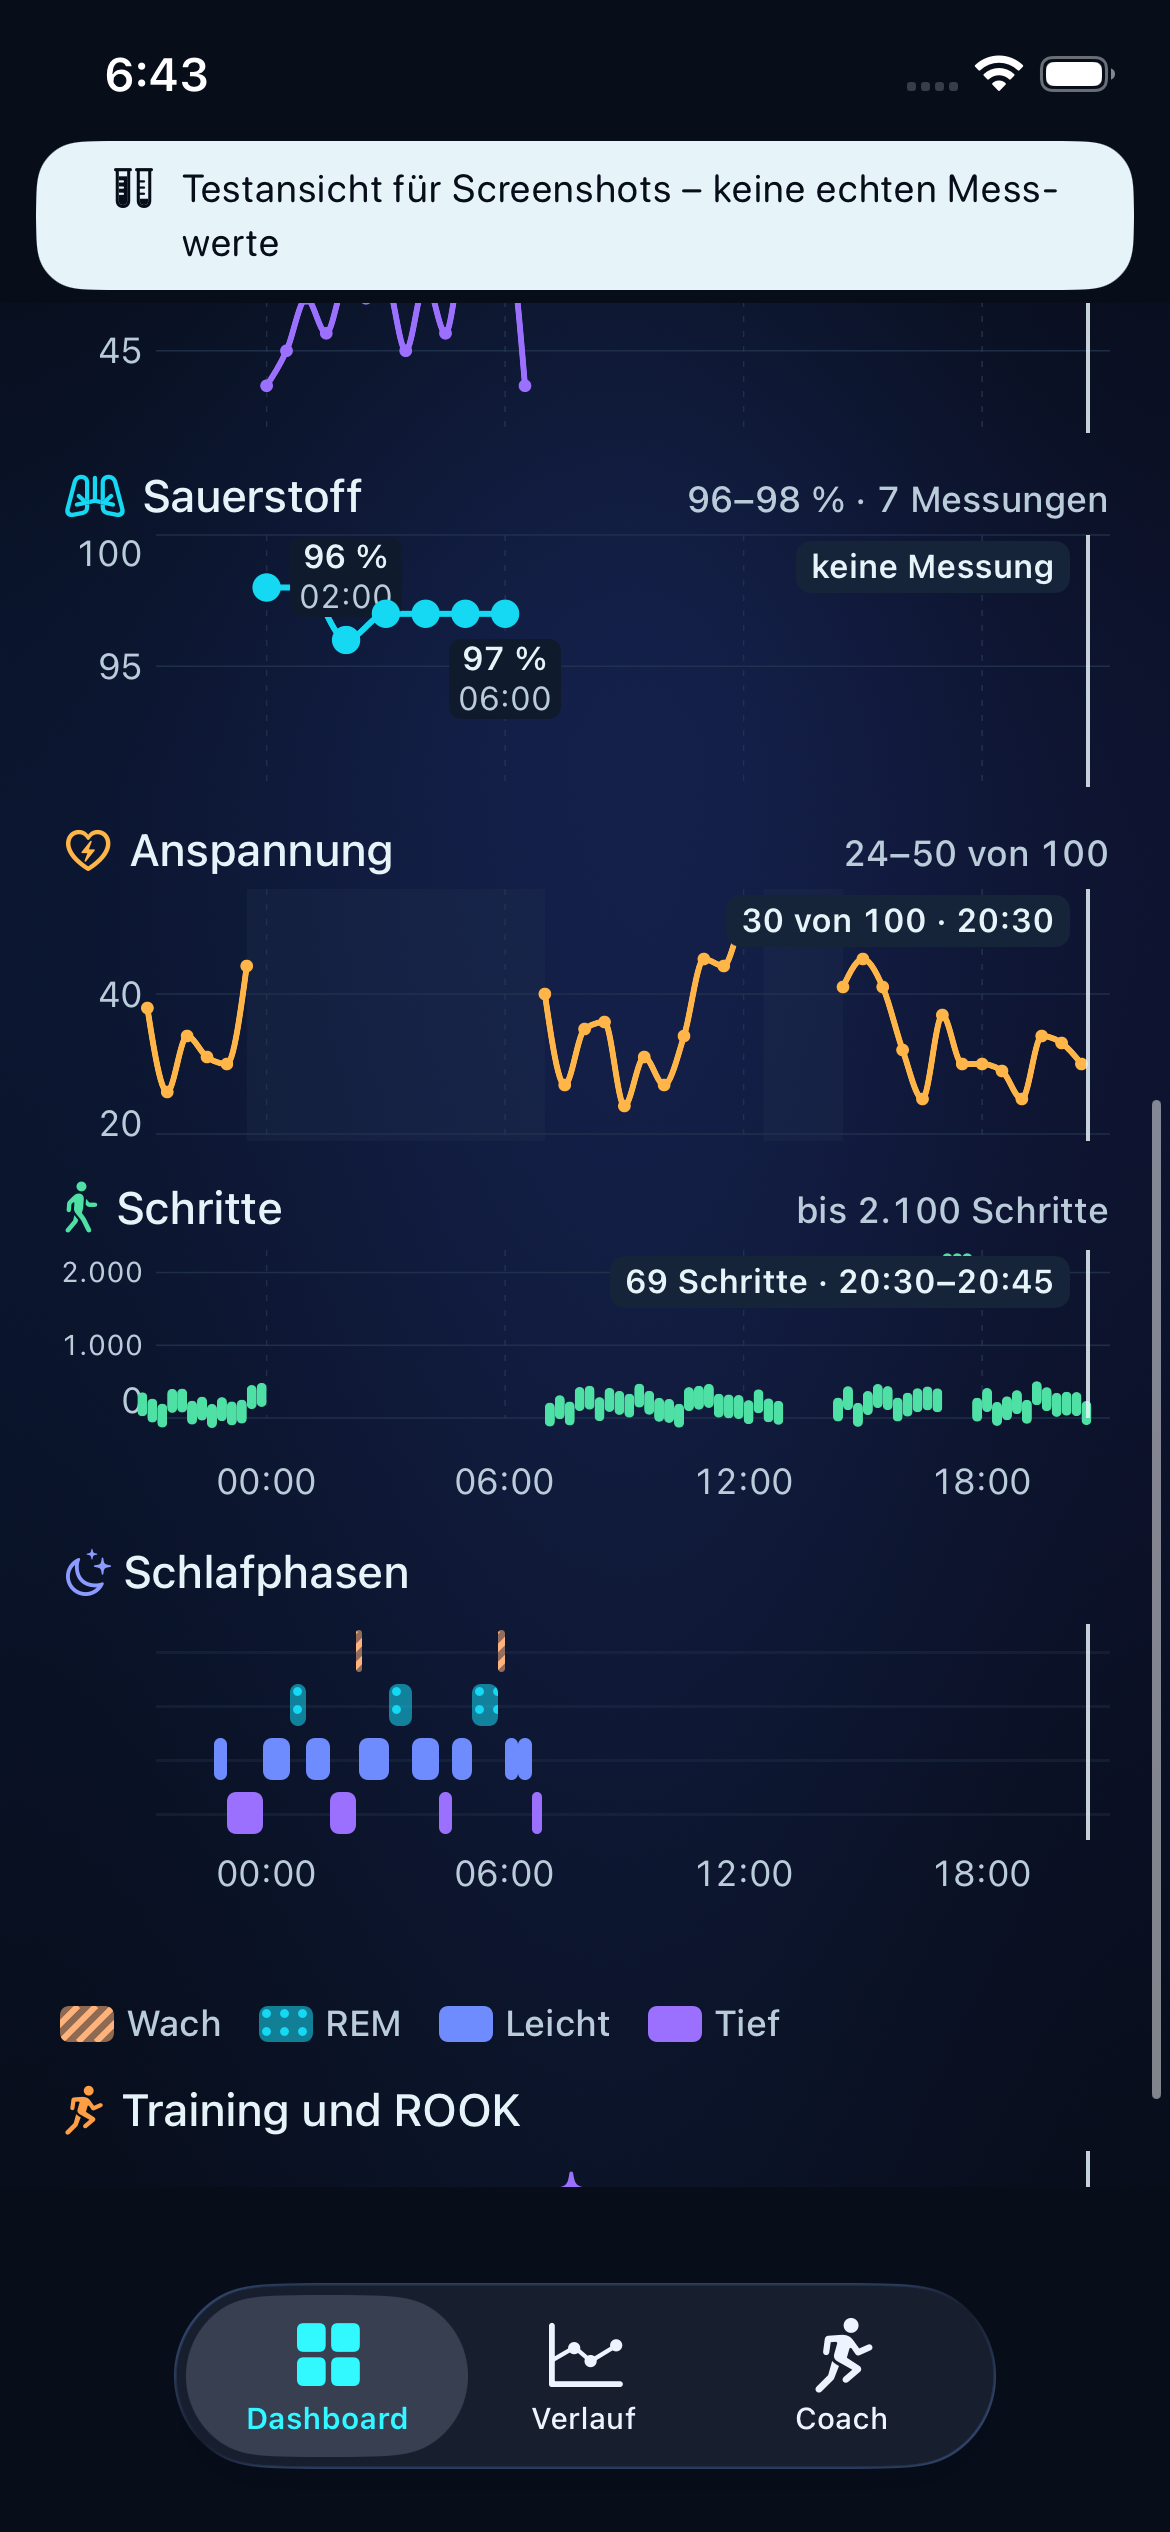 6:43
Testansicht für Screenshots – keine echten Mess-
werte
45
Sauerstoff
96–98 % · 7 Messungen
100
96 %
02:00
keine Messung
95
97 %
06:00
Anspannung
24–50 von 100
30 von 100 · 20:30
40
20
Schritte
bis 2.100 Schritte
2.000
69 Schritte · 20:30–20:45
1.000
0
00:00 06:00 12:00 18:00
Schlafphasen
00:00 06:00 12:00 18:00
Wach REM Leicht Tief
Training und ROOK
Dashboard Verlauf Coach